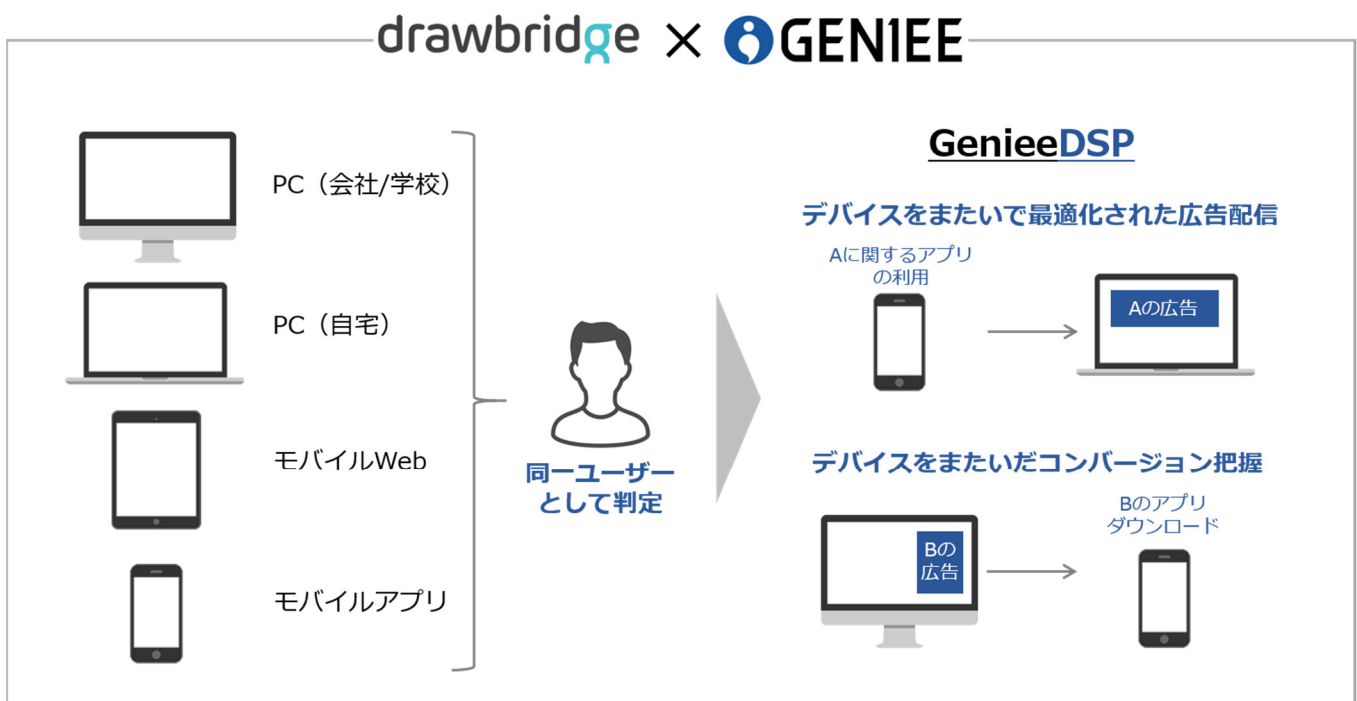 drawbridge × GENIEE
PC（会社/学校）
PC（自宅）
モバイルWeb
モバイルアプリ
同一ユーザー
として判定
GenieeDSP
デバイスをまたいで最適化された広告配信
Aに関するアプリ
の利用
Aの広告
デバイスをまたいだコンバージョン把握
Bの
広告
Bのアプリ
ダウンロード